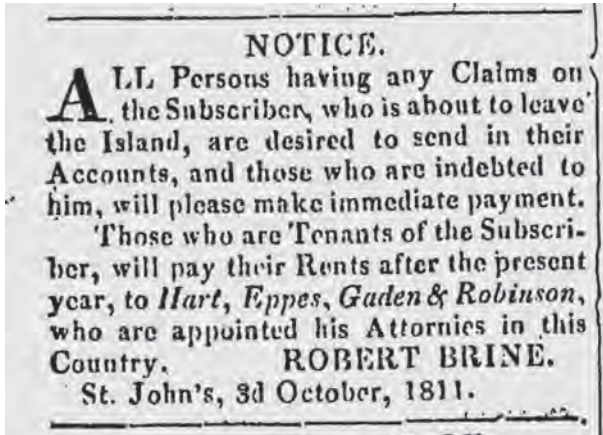 NOTICE.
ALL Persons having any Claims on
the Subscriber, who is about to leave
the Island, are desired to send in their
Accounts, and those who are indebted to
him, will please make immediate payment.
Those who are Tenants of the Subscri-
ber, will pay their Rents after the present
year, to Hart, Eppes, Gaden & Robinson,
who are appointed his Attornies in this
Country. ROBERT BRINE.
St. John's, 3d October, 1811.